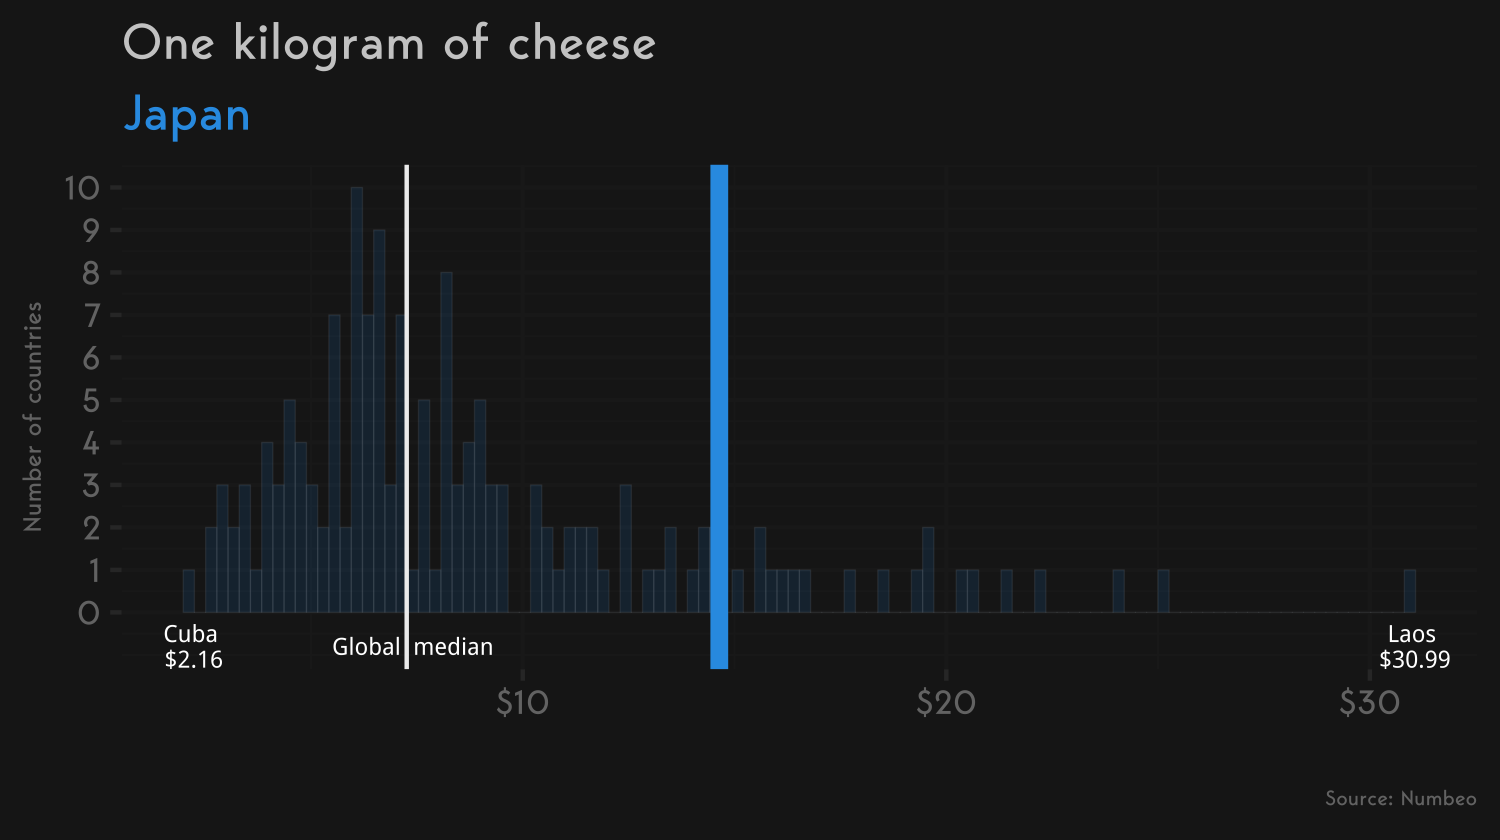 One kilogram of cheese
Japan
Number of countries
10
9
8
7
6
5
4
3
2
1
0
Cuba
$2.16
Global median
Laos
$30.99
$10 $20 $30
Source: Numbeo